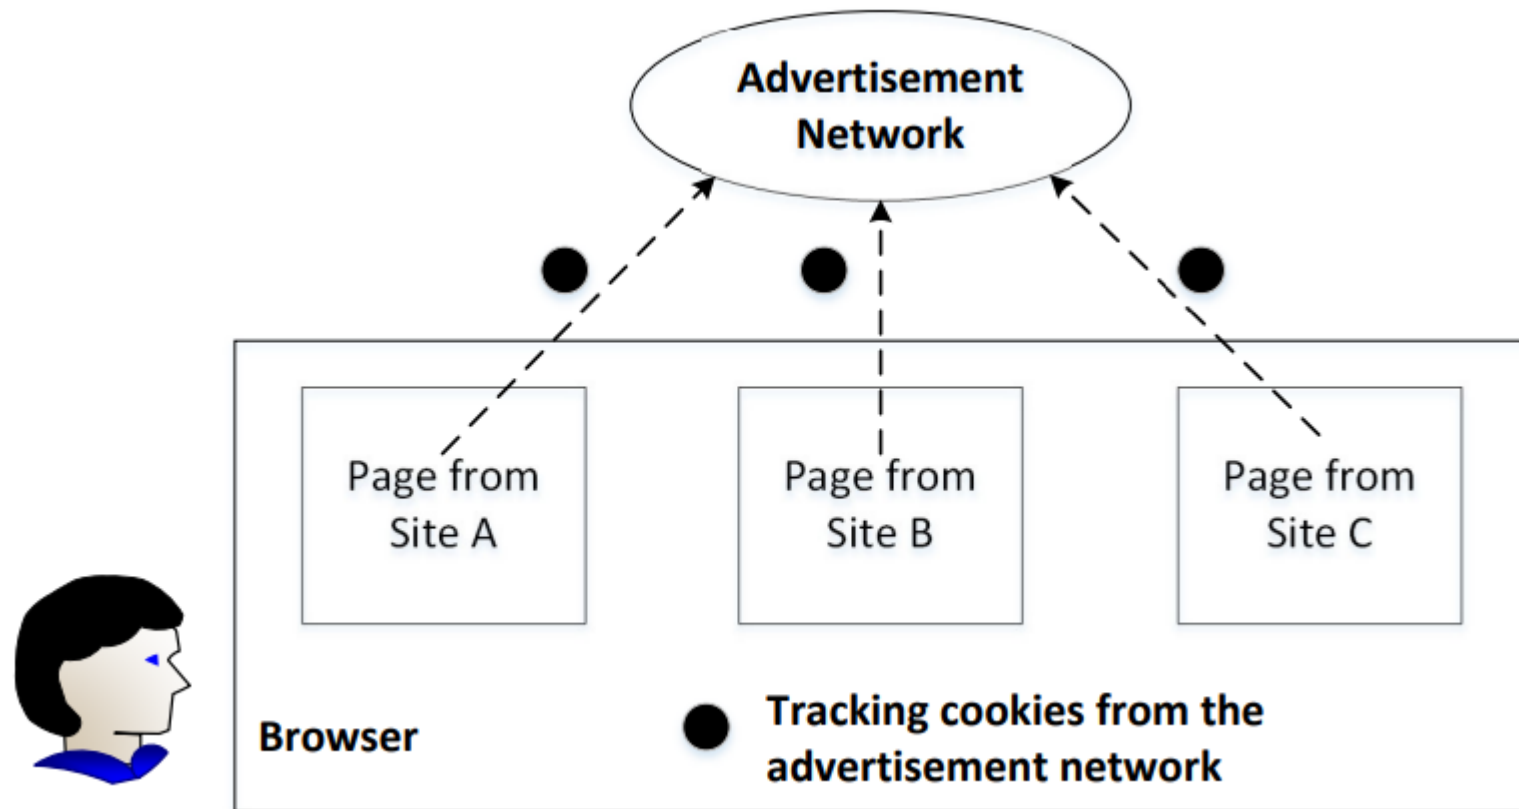 Advertisement
Network
Page from
Site A
Page from
Site B
Page from
Site C
Browser
Tracking cookies from the
advertisement network